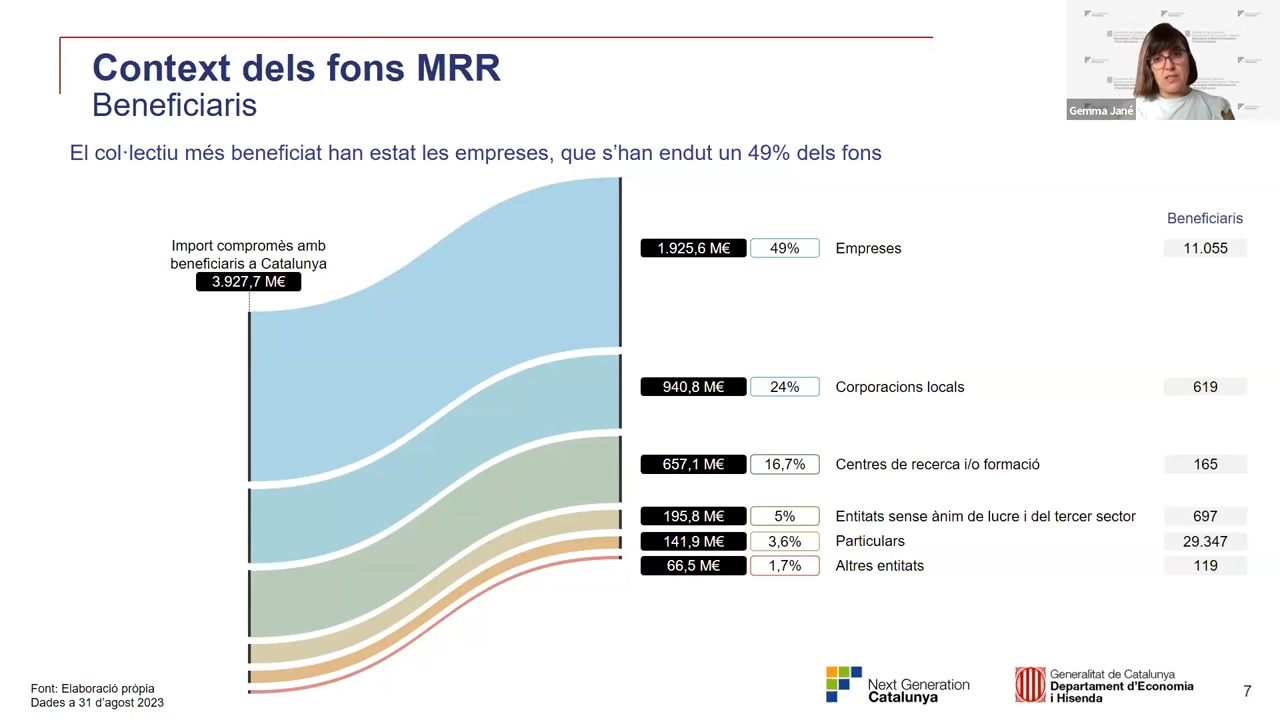 Context dels fons MRR
Beneficiaris
El col·lectiu més beneficiat han estat les empreses, que s’han endut un 49% dels fons
Gemma Jané
Import compromès amb
beneficiaris a Catalunya
3.927,7 M€
Beneficiaris
1.925,6 M€ 49% Empreses 11.055
940,8 M€ 24% Corporacions locals 619
657,1 M€ 16,7% Centres de recerca i/o formació 165
195,8 M€ 5% Entitats sense ànim de lucre i del tercer sector 697
141,9 M€ 3,6% Particulars 29.347
66,5 M€ 1,7% Altres entitats 119
Font: Elaboració pròpia
Dades a 31 d’agost 2023
Next Generation
Catalunya
Generalitat de Catalunya
Departament d’Economia
i Hisenda
7